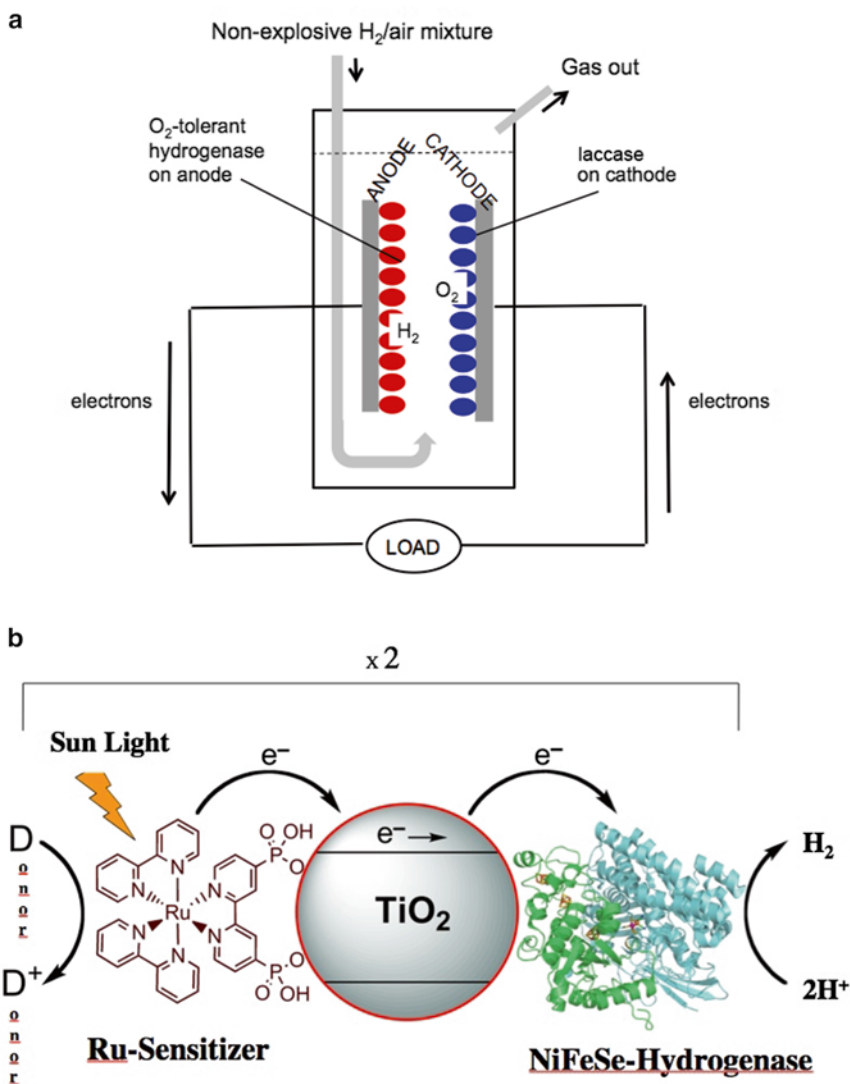 a
Non-explosive H₂/air mixture
Gas out
O₂-tolerant
hydrogenase
on anode
ANODE
CATHODE
laccase
on cathode
O₂
H₂
electrons
electrons
LOAD
b
x 2
Sun Light
e⁻
e⁻
D
o
n
o
r
D⁺
o
n
o
r
N
N
N
N
N
N
Ru
O
OH
P
O
O
P
O
OH
e⁻
TiO₂
H₂
2H⁺
Ru-Sensitizer
NiFeSe-Hydrogenase